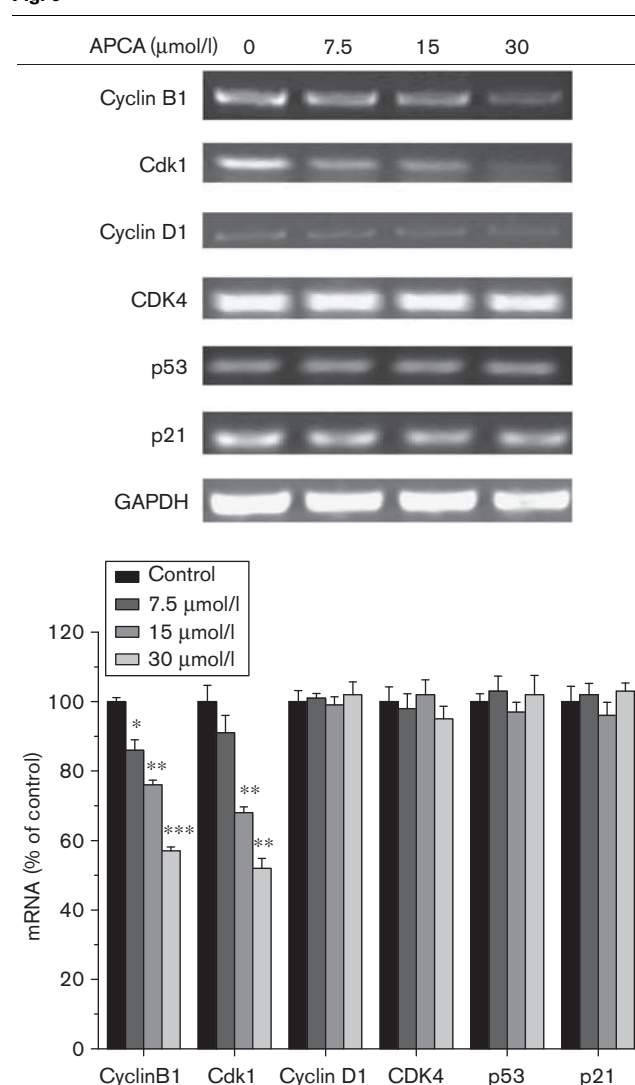 APCA (μmol/l) 0 7.5 15 30
Cyclin B1
Cdk1
Cyclin D1
CDK4
p53
p21
GAPDH
Control
7.5 μmol/l
15 μmol/l
30 μmol/l
120
100
80
60
40
20
0
mRNA (% of control)
*
**
***
**
**
CyclinB1 Cdk1 Cyclin D1 CDK4 p53 p21